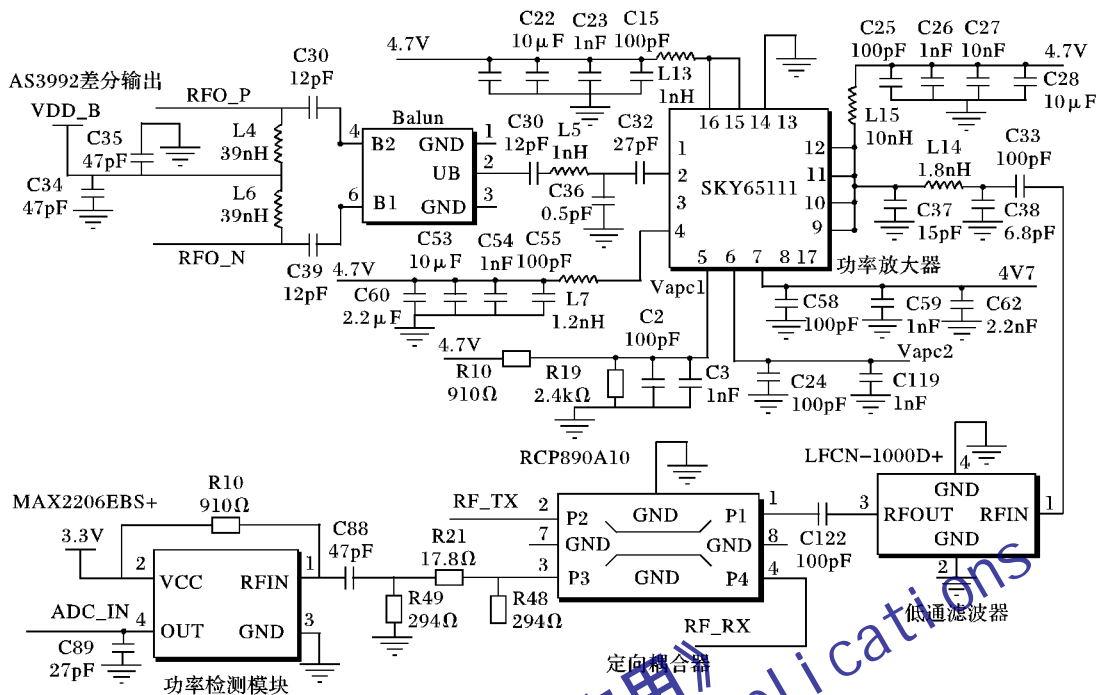 AS3992差分输出
VDD_B
RFO_P
C30
12pF
C35
47pF
C34
47pF
L4
39nH
L6
39nH
RFO_N
C39
12pF
Balun
4
B2
GND
1
UB
2
6
B1
GND
3
C30
12pF
L5
1nH
C36
0.5pF
C32
27pF
4.7V
C22
10μF
C23
1nF
C15
100pF
L13
1nH
16 15 14 13
1
2
3
4
SKY65111
12
11
10
9
5 6 7 8 17
功率放大器
C25
100pF
C26
1nF
C27
10nF
4.7V
C28
10μF
L15
10nH
L14
1.8nH
C33
100pF
C37
15pF
C38
6.8pF
4.7V
C53
10μF
C54
1nF
C55
100pF
C60
2.2μF
L7
1.2nH
Vapc1
4V7
C58
100pF
C59
1nF
C62
2.2nF
4.7V
R10
910Ω
R19
2.4kΩ
C2
100pF
C3
1nF
Vapc2
C24
100pF
C119
1nF
RCP890A10
LFCN-1000D+
4
GND
3
RFOUT
RFIN
1
GND
2
低通滤波器
C122
100pF
RF_TX
2
P2
GND
P1
1
7
GND
GND
8
3
P3
GND
P4
4
RF_RX
定向耦合器
MAX2206EBS+
R10
910Ω
3.3V
2
VCC
RFIN
1
ADC_IN
4
OUT
GND
3
C89
27pF
功率检测模块
C88
47pF
R21
17.8Ω
R49
294Ω
R48
294Ω
用》
plications